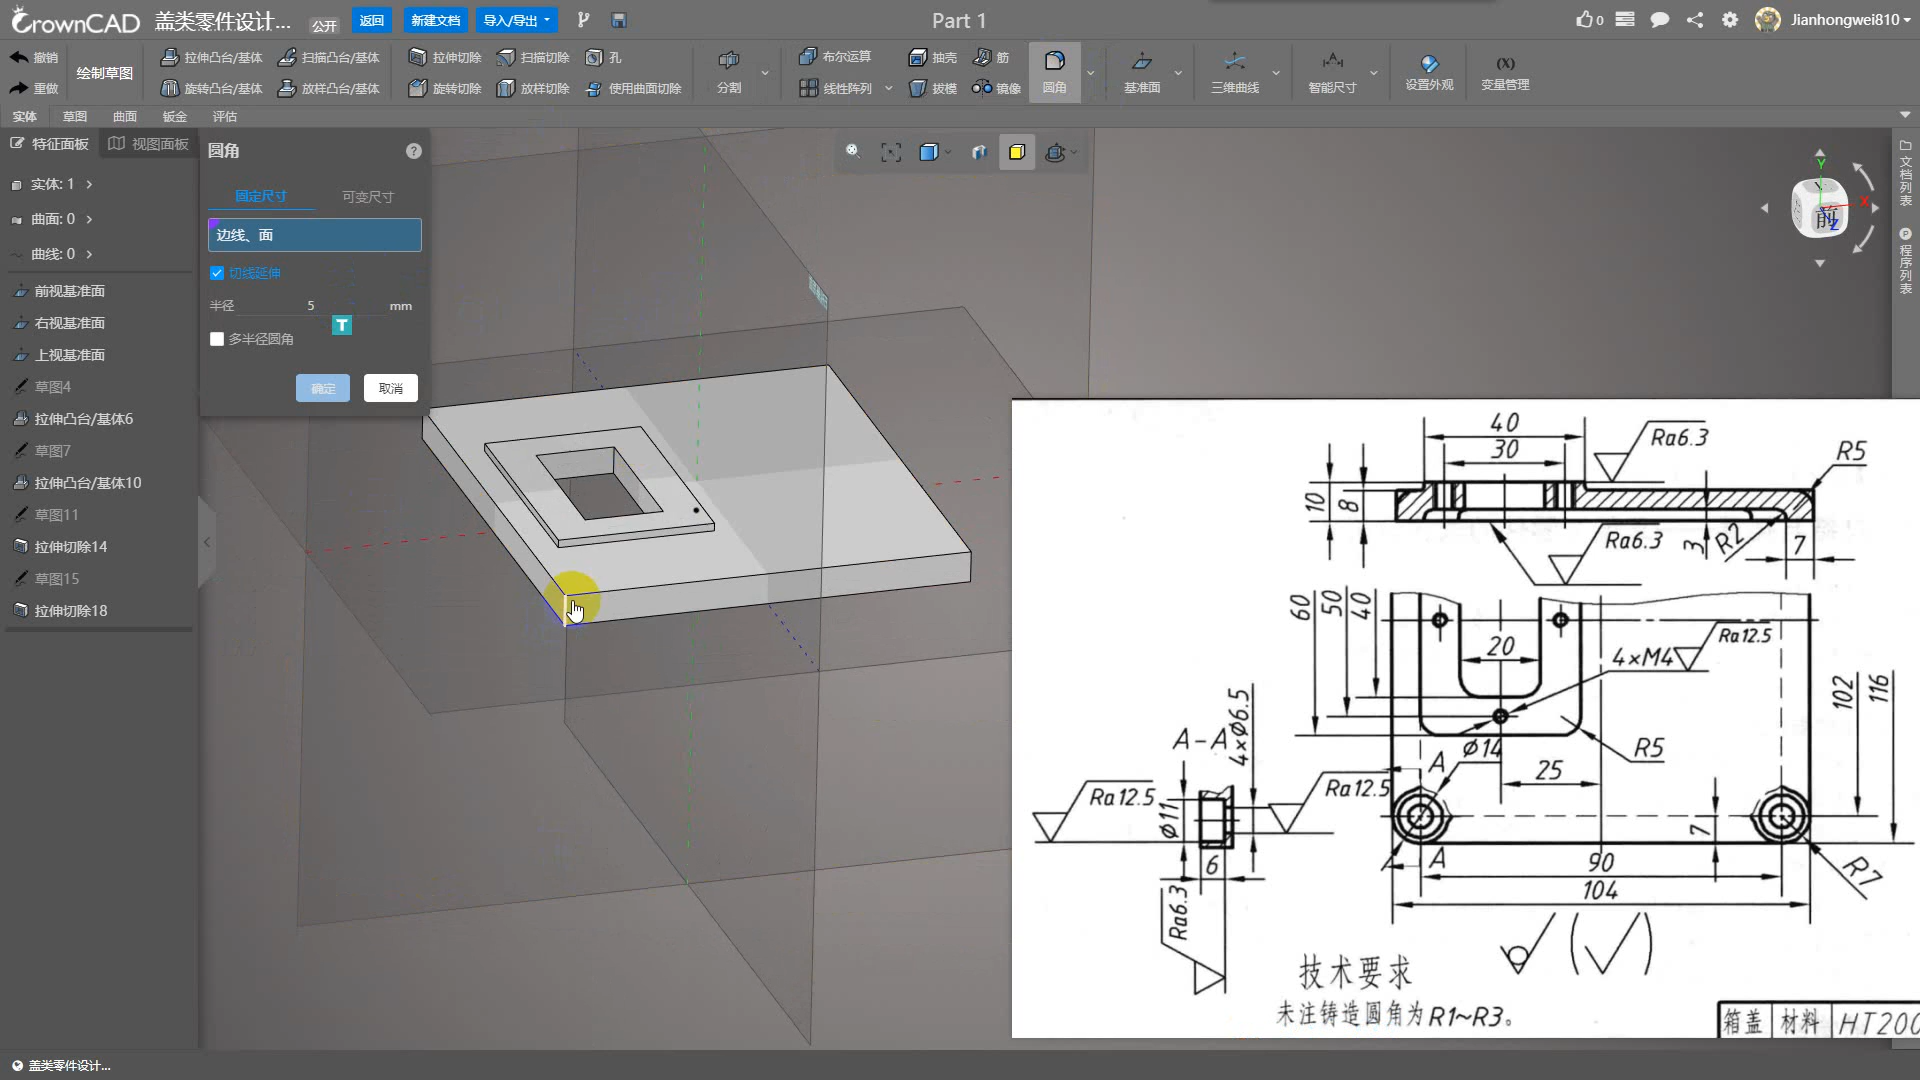 CrownCAD 盖类零件设计... 公开 返回 新建文档 导入/导出 Part 1 0 Jianhongwei810
撤销 绘制草图 拉伸凸台/基体 扫描凸台/基体 拉伸切除 扫描切除 孔 分割 布尔运算 抽壳 筋 圆角 基准面 三维曲线 智能尺寸 设置外观 变量管理
重做 旋转凸台/基体 放样凸台/基体 旋转切除 放样切除 使用曲面切除 线性阵列 拔模 镜像
实体 草图 曲面 钣金 评估
特征面板 视图面板
圆角
实体: 1
曲面: 0
曲线: 0
固定尺寸 可变尺寸
边线、面
切线延伸
半径 5 mm
T
多半径圆角
确定 取消
前视基准面
右视基准面
上视基准面
草图4
拉伸凸台/基体6
草图7
拉伸凸台/基体10
草图11
拉伸切除14
草图15
拉伸切除18
Y
X
Z
前
文档列表
程序列表
40
30
Ra6.3
R5
10
8
Ra6.3
3
R2
7
60
50
40
20
4×M4
Ra12.5
102
116
A-A
4×Ø6.5
Ø14
R5
25
A
Ra12.5
Ra12.5
Ø11
7
A
6
90
R7
104
Ra6.3
技术要求
未注铸造圆角为R1~R3。
箱盖 材料 HT200
盖类零件设计...